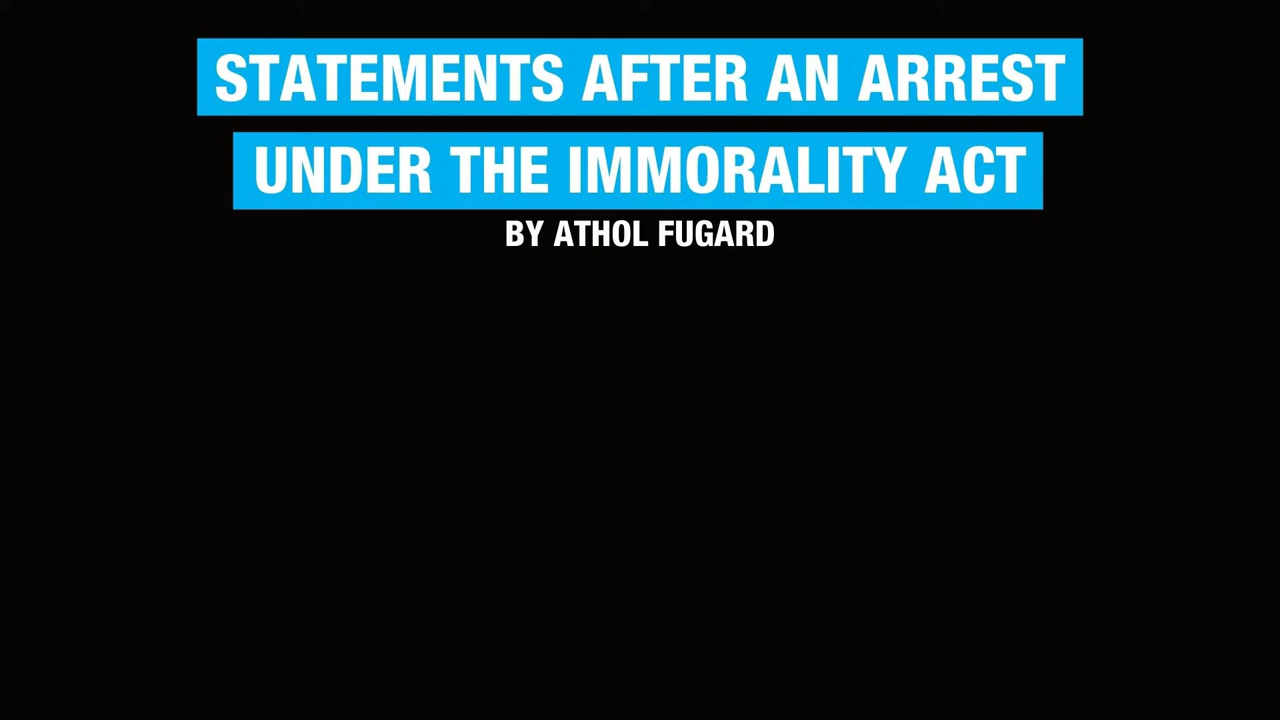 STATEMENTS AFTER AN ARREST
UNDER THE IMMORALITY ACT
BY ATHOL FUGARD